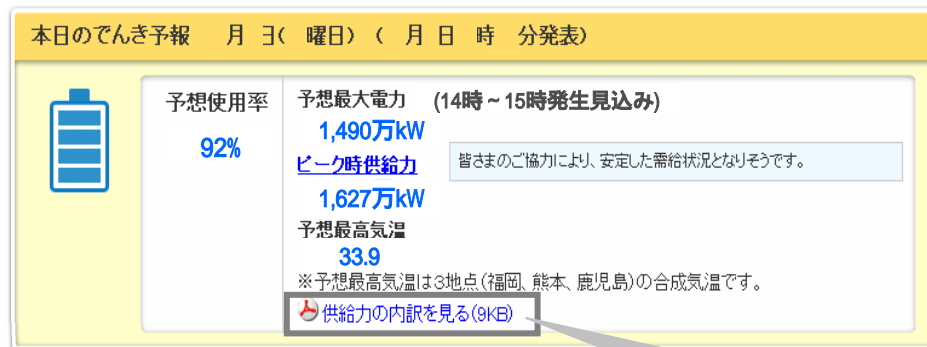 本日のでんき予報 月 日( 曜日) ( 月 日 時 分発表)
予想使用率
92%
予想最大電力 (14時~15時発生見込み)
1,490万kW
ピーク時供給力
1,627万kW
皆さまのご協力により、安定した需給状況となりそうです。
予想最高気温
33.9
※予想最高気温は3地点(福岡、熊本、鹿児島)の合成気温です。
供給力の内訳を見る(9KB)